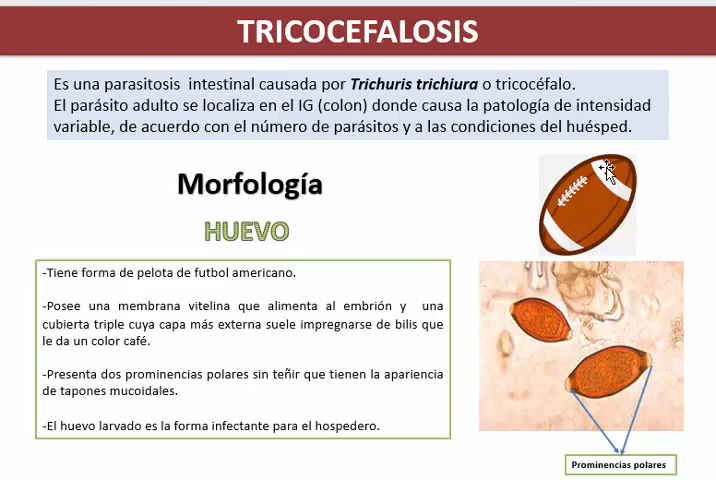 TRICOCEFALOSIS
Es una parasitosis intestinal causada por Trichuris trichiura o tricocéfalo.
El parásito adulto se localiza en el IG (colon) donde causa la patología de intensidad
variable, de acuerdo con el número de parásitos y a las condiciones del huésped.
Morfología
HUEVO
-Tiene forma de pelota de futbol americano.
-Posee una membrana vitelina que alimenta al embrión y una
cubierta triple cuya capa más externa suele impregnarse de bilis que
le da un color café.
-Presenta dos prominencias polares sin teñir que tienen la apariencia
de tapones mucoidales.
-El huevo larvado es la forma infectante para el hospedero.
Prominencias polares